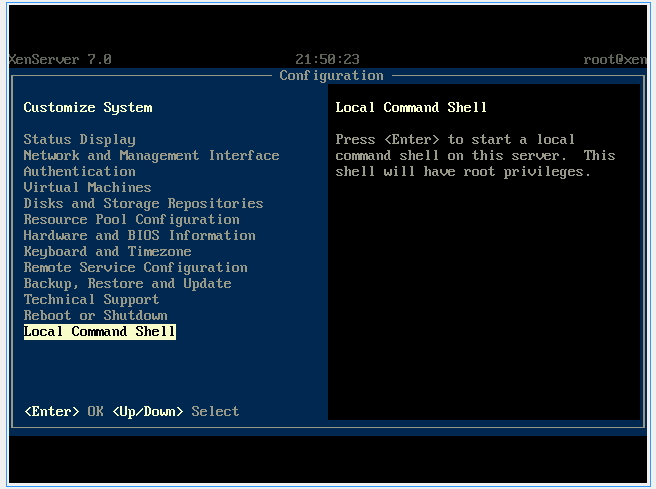 XenServer 7.0 21:50:23 root@xen
Configuration
Customize System
Status Display
Network and Management Interface
Authentication
Virtual Machines
Disks and Storage Repositories
Resource Pool Configuration
Hardware and BIOS Information
Keyboard and Timezone
Remote Service Configuration
Backup, Restore and Update
Technical Support
Reboot or Shutdown
Local Command Shell
<Enter> OK <Up/Down> Select
Local Command Shell
Press <Enter> to start a local
command shell on this server.  This
shell will have root privileges.